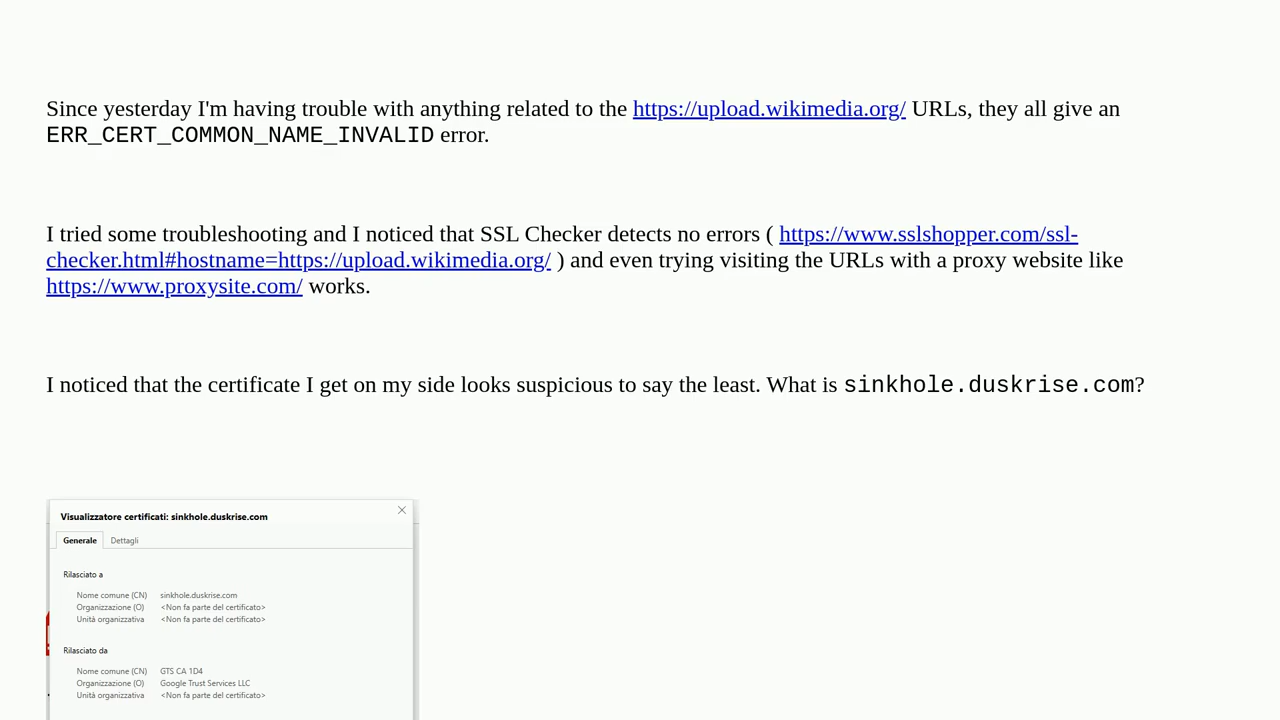 Since yesterday I'm having trouble with anything related to the https://upload.wikimedia.org/ URLs, they all give an
ERR_CERT_COMMON_NAME_INVALID error.
I tried some troubleshooting and I noticed that SSL Checker detects no errors ( https://www.sslshopper.com/ssl-
checker.html#hostname=https://upload.wikimedia.org/ ) and even trying visiting the URLs with a proxy website like
https://www.proxysite.com/ works.
I noticed that the certificate I get on my side looks suspicious to say the least. What is sinkhole.duskrise.com?
Visualizzatore certificati: sinkhole.duskrise.com
Generale Dettagli
Rilasciato a
Nome comune (CN) sinkhole.duskrise.com
Organizzazione (O) <Non fa parte del certificato>
Unità organizzativa <Non fa parte del certificato>
Rilasciato da
Nome comune (CN) GTS CA 1D4
Organizzazione (O) Google Trust Services LLC
Unità organizzativa <Non fa parte del certificato>